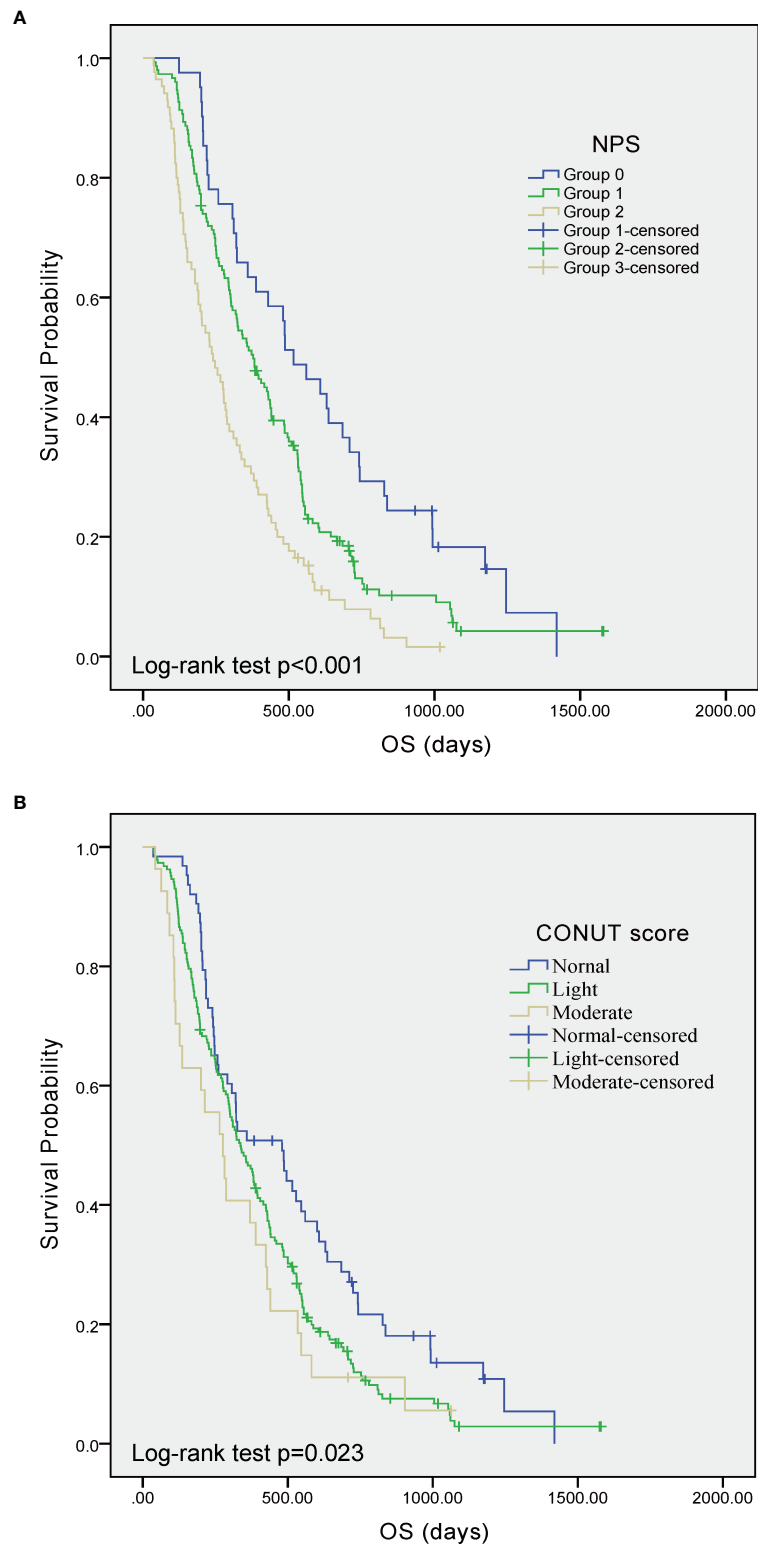 A
1.0
0.8
0.6
0.4
0.2
0.0
Survival Probability
NPS
Group 0
Group 1
Group 2
Group 1-censored
Group 2-censored
Group 3-censored
Log-rank test p<0.001
.00 500.00 1000.00 1500.00 2000.00
OS (days)
B
1.0
0.8
0.6
0.4
0.2
0.0
Survival Probability
CONUT score
Nornal
Light
Moderate
Normal-censored
Light-censored
Moderate-censored
Log-rank test p=0.023
.00 500.00 1000.00 1500.00 2000.00
OS (days)